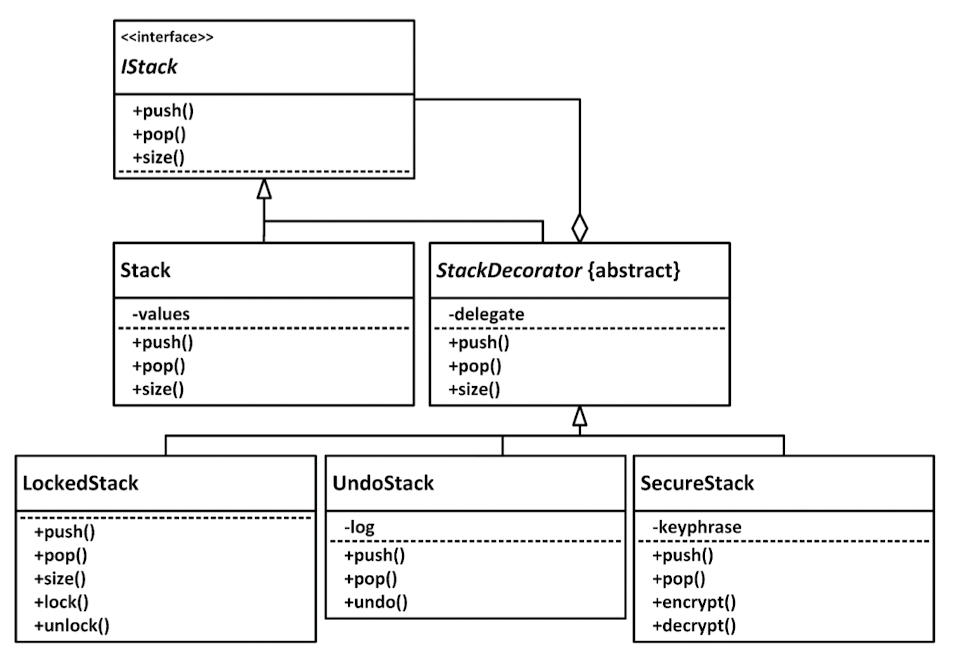 <<interface>>
IStack
+push()
+pop()
+size()
Stack
-values
+push()
+pop()
+size()
StackDecorator {abstract}
-delegate
+push()
+pop()
+size()
LockedStack
+push()
+pop()
+size()
+lock()
+unlock()
UndoStack
-log
+push()
+pop()
+undo()
SecureStack
-keyphrase
+push()
+pop()
+encrypt()
+decrypt()